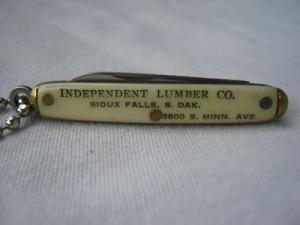 INDEPENDENT LUMBER CO.
SIOUX FALLS, S. DAK.
3600 S. MINN. AVE